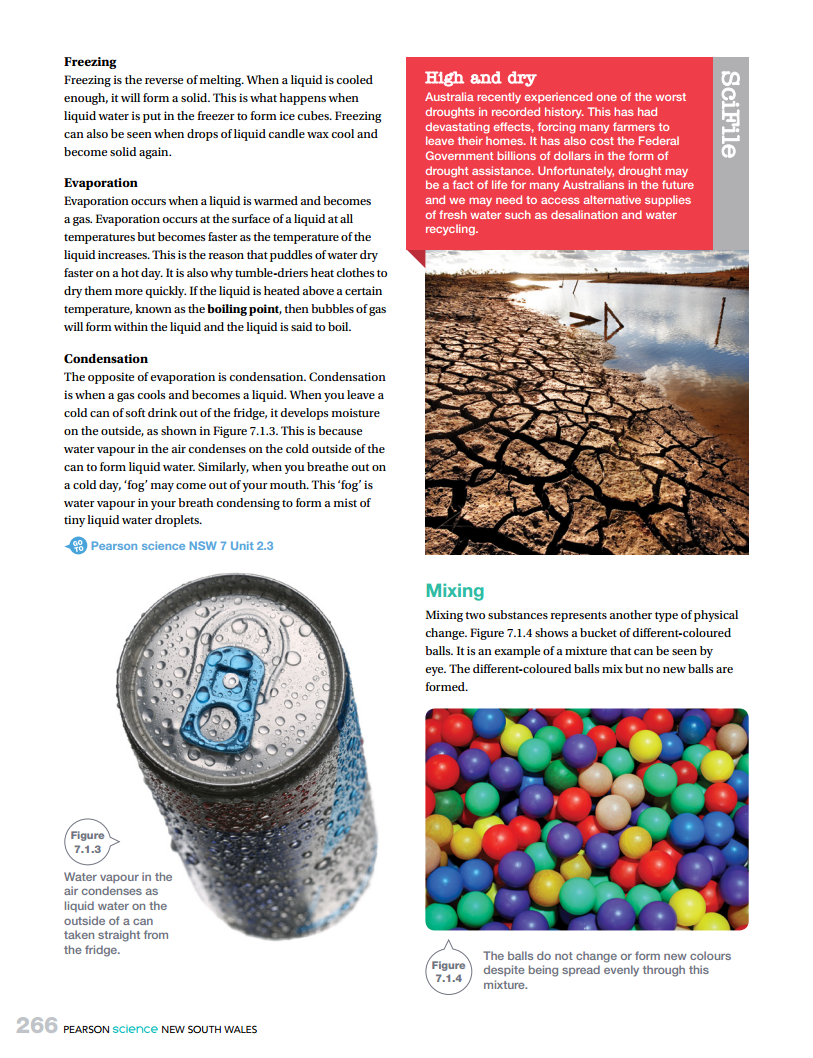 Freezing
Freezing is the reverse of melting. When a liquid is cooled
enough, it will form a solid. This is what happens when
liquid water is put in the freezer to form ice cubes. Freezing
can also be seen when drops of liquid candle wax cool and
become solid again.
Evaporation
Evaporation occurs when a liquid is warmed and becomes
a gas. Evaporation occurs at the surface of a liquid at all
temperatures but becomes faster as the temperature of the
liquid increases. This is the reason that puddles of water dry
faster on a hot day. It is also why tumble-driers heat clothes to
dry them more quickly. If the liquid is heated above a certain
temperature, known as the boiling point, then bubbles of gas
will form within the liquid and the liquid is said to boil.
Condensation
The opposite of evaporation is condensation. Condensation
is when a gas cools and becomes a liquid. When you leave a
cold can of soft drink out of the fridge, it develops moisture
on the outside, as shown in Figure 7.1.3. This is because
water vapour in the air condenses on the cold outside of the
can to form liquid water. Similarly, when you breathe out on
a cold day, ‘fog’ may come out of your mouth. This ‘fog’ is
water vapour in your breath condensing to form a mist of
tiny liquid water droplets.
GO
TO
Pearson science NSW 7 Unit 2.3
Figure
7.1.3
Water vapour in the
air condenses as
liquid water on the
outside of a can
taken straight from
the fridge.
SciFile
High and dry
Australia recently experienced one of the worst
droughts in recorded history. This has had
devastating effects, forcing many farmers to
leave their homes. It has also cost the Federal
Government billions of dollars in the form of
drought assistance. Unfortunately, drought may
be a fact of life for many Australians in the future
and we may need to access alternative supplies
of fresh water such as desalination and water
recycling.
Mixing
Mixing two substances represents another type of physical
change. Figure 7.1.4 shows a bucket of different-coloured
balls. It is an example of a mixture that can be seen by
eye. The different-coloured balls mix but no new balls are
formed.
Figure
7.1.4
The balls do not change or form new colours
despite being spread evenly through this
mixture.
266 PEARSON science NEW SOUTH WALES